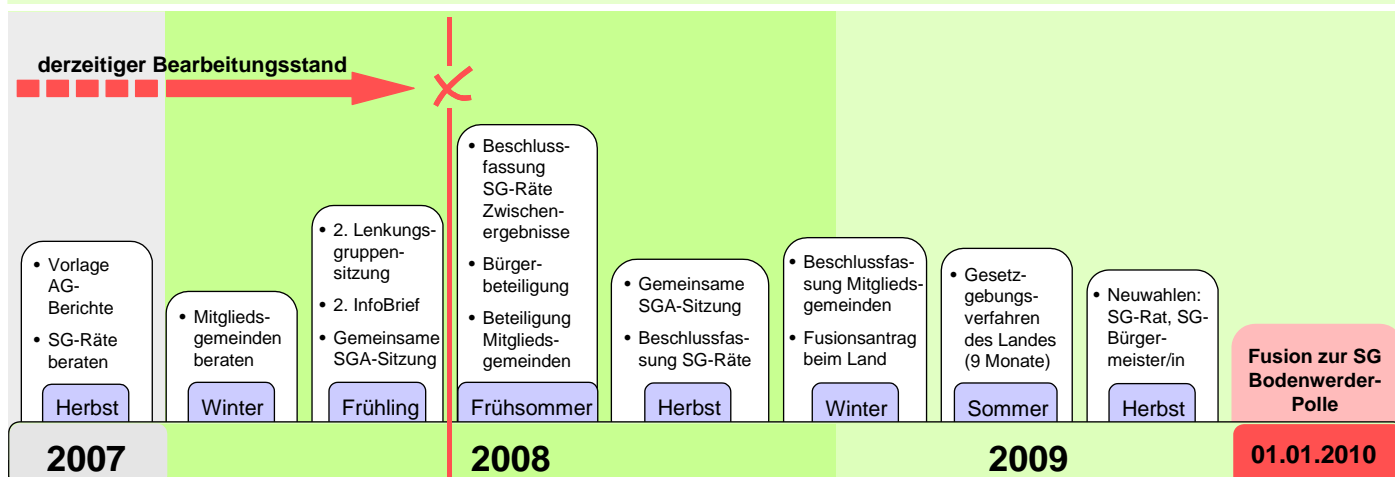 derzeitiger Bearbeitungsstand
• Vorlage
AG-
Berichte
• SG-Räte
beraten
Herbst
• Mitglieds-
gemeinden
beraten
Winter
• 2. Lenkungs-
gruppen-
sitzung
• 2. InfoBrief
• Gemeinsame
SGA-Sitzung
Frühling
• Beschluss-
fassung
SG-Räte
Zwischen-
ergebnisse
• Bürger-
beteiligung
• Beteiligung
Mitglieds-
gemeinden
Frühsommer
• Gemeinsame
SGA-Sitzung
• Beschlussfas-
sung SG-Räte
Herbst
• Beschlussfas-
sung Mitglieds-
gemeinden
• Fusionsantrag
beim Land
Winter
• Gesetz-
gebungs-
verfahren
des Landes
(9 Monate)
Sommer
• Neuwahlen:
SG-Rat, SG-
Bürger-
meister/in
Herbst
Fusion zur SG
Bodenwerder-
Polle
2007
2008
2009
01.01.2010